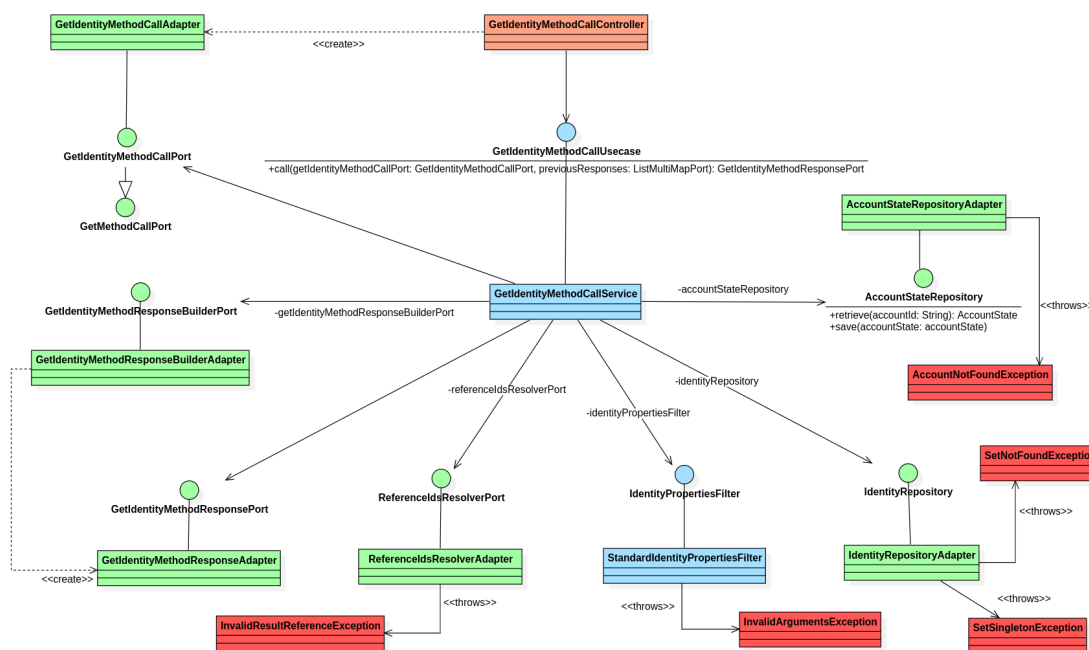 GetIdentityMethodCallAdapter
GetIdentityMethodCallController
<<create>>
GetIdentityMethodCallPort
GetIdentityMethodCallUsecase
+call(getIdentityMethodCallPort: GetIdentityMethodCallPort, previousResponses: ListMultiMapPort): GetIdentityMethodResponsePort
GetMethodCallPort
AccountStateRepositoryAdapter
GetIdentityMethodCallService
-accountStateRepository
AccountStateRepository
+retrieve(accountId: String): AccountState
+save(accountState: accountState)
<<throws>
GetIdentityMethodResponseBuilderPort
-getIdentityMethodResponseBuilderPort
GetIdentityMethodResponseBuilderAdapter
AccountNotFoundException
-referenceIdsResolverPort
-identityRepository
-identityPropertiesFilter
SetNotFoundException
GetIdentityMethodResponsePort
ReferenceIdsResolverPort
IdentityPropertiesFilter
IdentityRepository
<<throws>>
GetIdentityMethodResponseAdapter
ReferenceIdsResolverAdapter
StandardIdentityPropertiesFilter
IdentityRepositoryAdapter
<<create>>
<<throws>>
<<throws>>
<<throws>>
InvalidResultReferenceException
InvalidArgumentsException
SetSingletonException